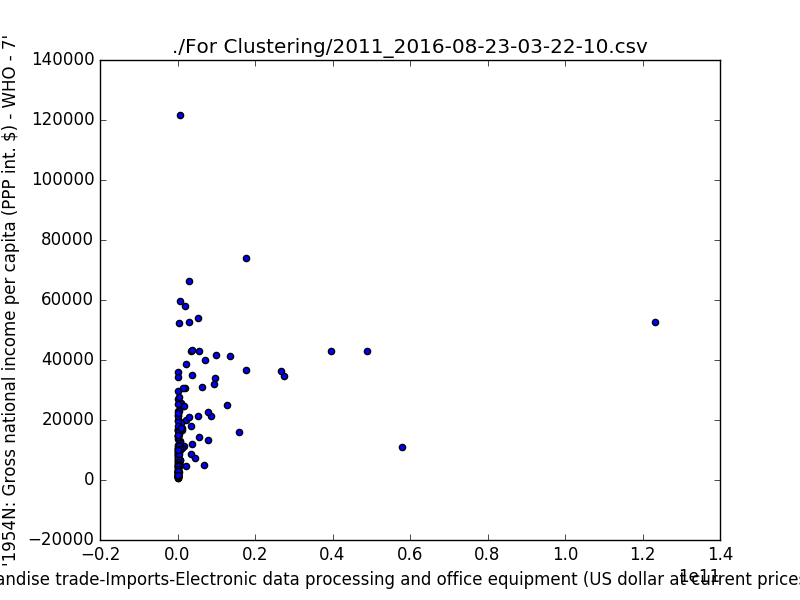 ./For Clustering/2011_2016-08-23-03-22-10.csv
'1954N: Gross national income per capita (PPP int. $) - WHO - 7'
140000
120000
100000
80000
60000
40000
20000
0
−20000
−0.2 0.0 0.2 0.4 0.6 0.8 1.0 1.2 1.4
1e11
andise trade-Imports-Electronic data processing and office equipment (US dollar at current prices